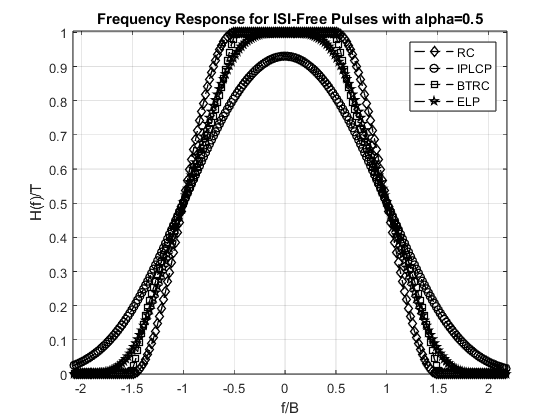 Frequency Response for ISI-Free Pulses with alpha=0.5
RC
IPLCP
BTRC
ELP
1
0.9
0.8
0.7
0.6
0.5
0.4
0.3
0.2
0.1
0
H(f)/T
-2 -1.5 -1 -0.5 0 0.5 1 1.5 2
f/B